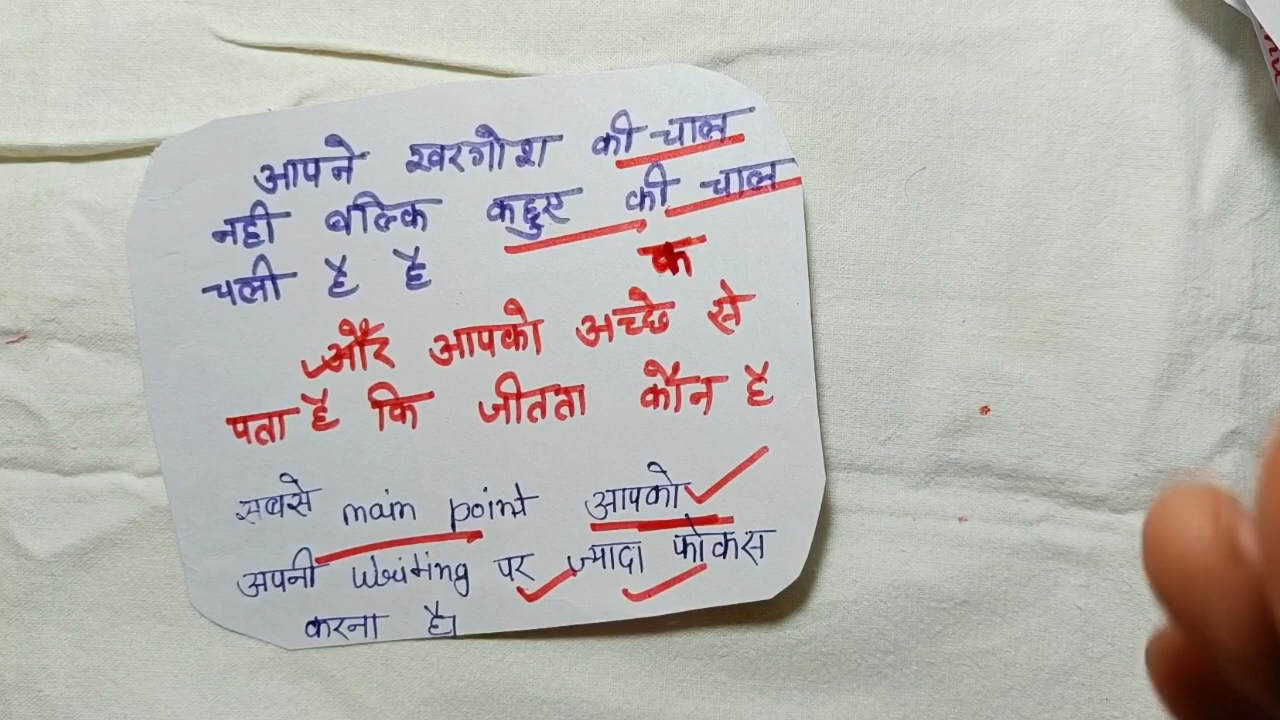 आपने खरगोश की चाल
नही बल्कि कछुए की चाल
चली है है
क
और आपको अच्छे से
पता है कि जीतता कौन है
सबसे main point आपको
अपनी writing पर ज्यादा फोकस
करना है।